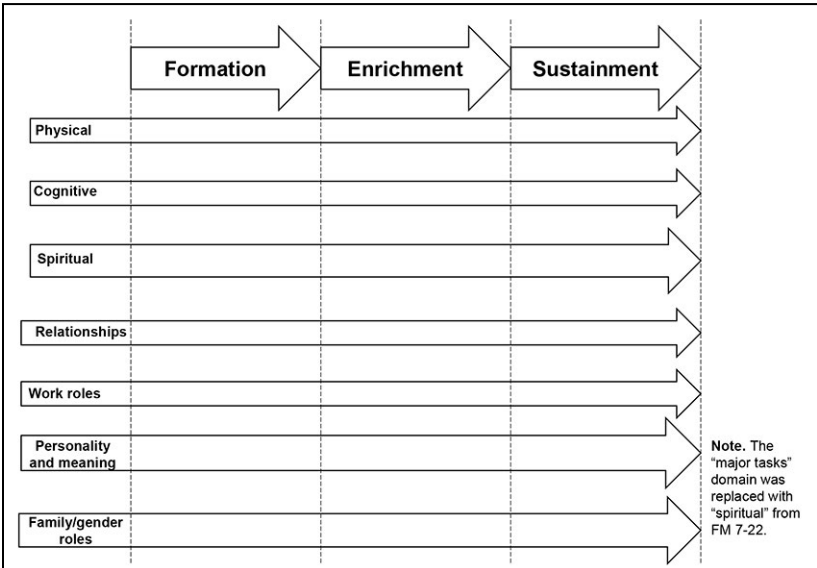 Formation
Enrichment
Sustainment
Physical
Cognitive
Spiritual
Relationships
Work roles
Personality
and meaning
Family/gender
roles
Note. The
“major tasks”
domain was
replaced with
“spiritual” from
FM 7-22.